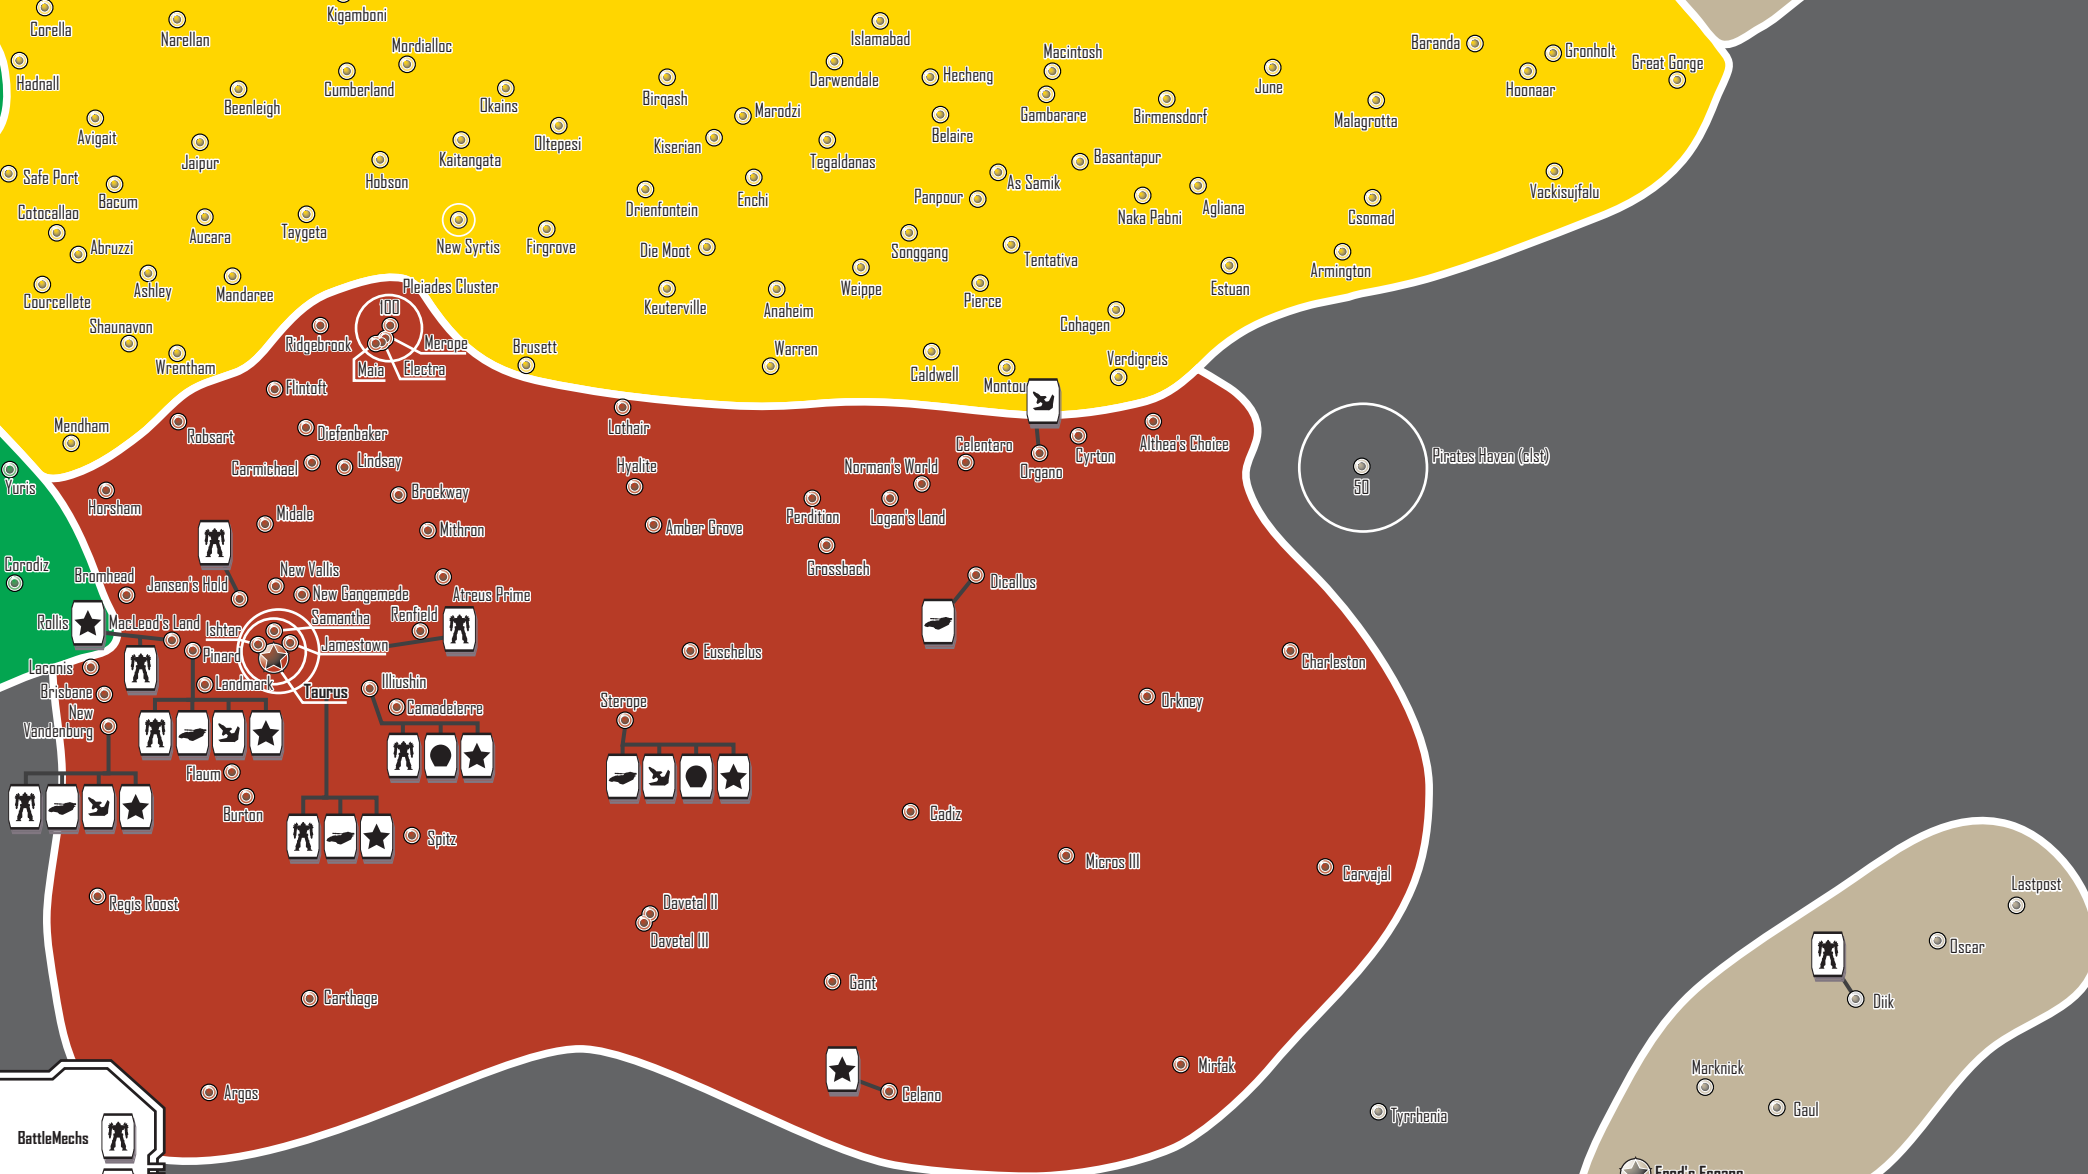 Corella
Narellan
Kigamboni
Mordialloc
Islamabad
Macintosh
Baranda
Gronholt
Great Gorge
Hadnall
Cumberland
Darwendale
Hecheng
June
Hoonaar
Beenleigh
Okains
Birqash
Marodzi
Gambarare
Birmensdorf
Malagrotta
Avigait
Jaipur
Kaitangata
Oltepesi
Kiserian
Tegaldanas
Belaire
Basantapur
Safe Port
Bacum
Hobson
Drienfontein
Enchi
Panpour
As Samik
Naka Pabni
Agliana
Csomad
Vackisujfalu
Cotocallao
Abruzzi
Aucara
Taygeta
New Syrtis
Firgrove
Die Moot
Songgang
Tentativa
Armington
Courcellete
Ashley
Mandaree
Pleiades Cluster
100
Keuterville
Anaheim
Weippe
Pierce
Estuan
Shaunavon
Ridgebrook
Merope
Cohagen
Wrentham
Maia
Electra
Brusett
Warren
Caldwell
Montou
Verdigreis
Flintoft
Mendham
Robsart
Diefenbaker
Lothair
Celentaro
Organo
Cyrton
Althea's Choice
Pirates Haven (clst)
50
Yuris
Carmichael
Lindsay
Hyalite
Norman's World
Horsham
Brockway
Perdition
Logan's Land
Midale
Mithron
Amber Grove
Grossbach
Corodiz
Bromhead
Jansen's Hold
New Vallis
New Gangemede
Atreus Prime
Dicallus
Rollis
MacLeod's Land
Ishtar
Samantha
Renfield
Jamestown
Pinard
Euschelus
Charleston
Laconis
Brisbane
Landmark
Taurus
Illiushin
Camadeierre
Sterope
Orkney
New
Vandenburg
Flaum
Burton
Spitz
Cadiz
Micros III
Carvajal
Regis Roost
Davetal II
Davetal III
Lastpost
Oscar
Carthage
Gant
Diik
Argos
Celano
Mirfak
Marknick
Gaul
Tyrrhenia
BattleMechs